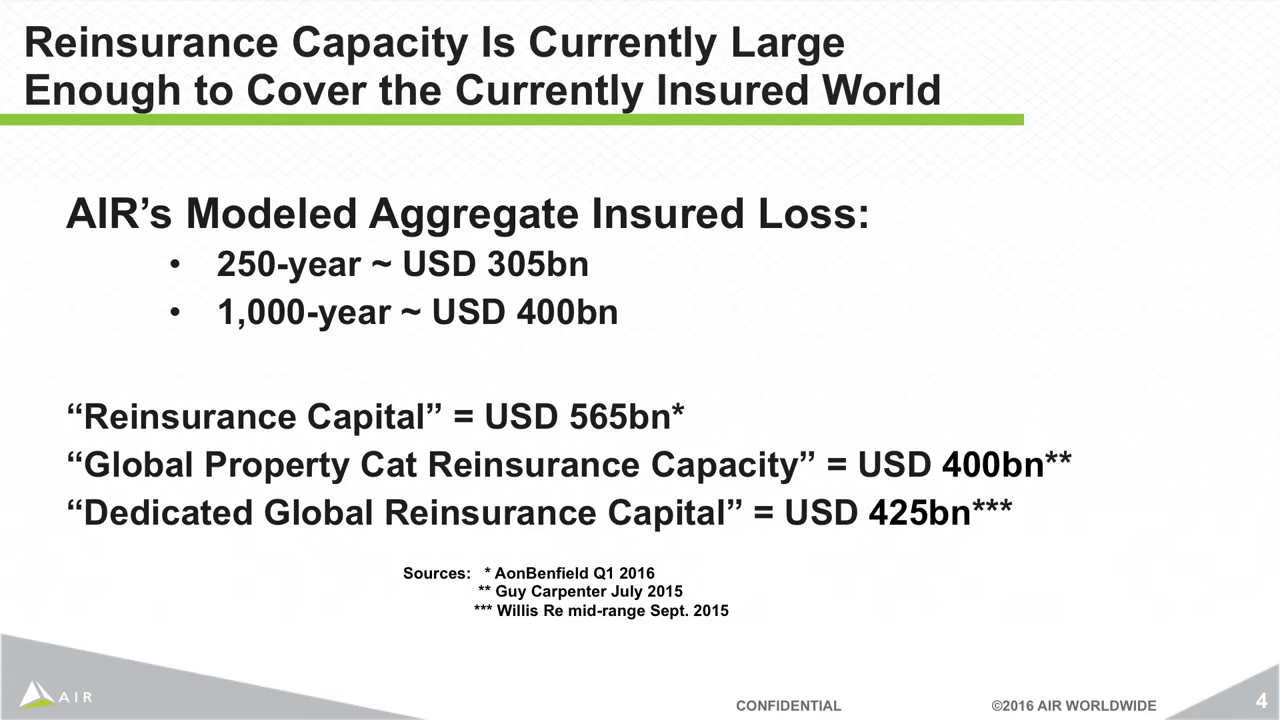 Reinsurance Capacity Is Currently Large
Enough to Cover the Currently Insured World
AIR’s Modeled Aggregate Insured Loss:
• 250-year ~ USD 305bn
• 1,000-year ~ USD 400bn
“Reinsurance Capital” = USD 565bn*
“Global Property Cat Reinsurance Capacity” = USD 400bn**
“Dedicated Global Reinsurance Capital” = USD 425bn***
Sources: * AonBenfield Q1 2016
** Guy Carpenter July 2015
*** Willis Re mid-range Sept. 2015
AIR
CONFIDENTIAL
©2016 AIR WORLDWIDE
4